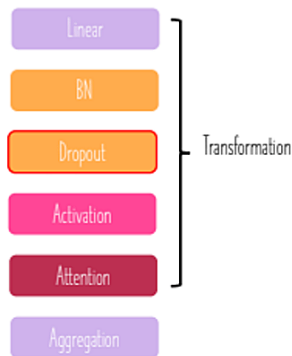 Linear
BN
Dropout
Transformation
Activation
Attention
Aggregation